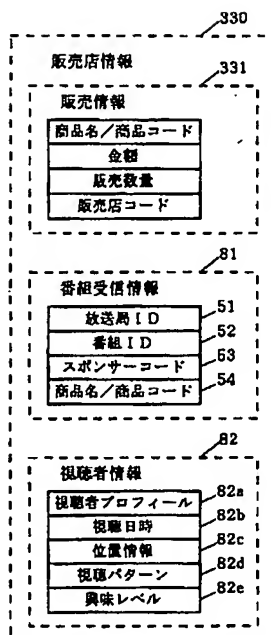 330
販売店情報
331
販売情報
商品名／商品コード
金額
販売数量
販売店コード
81
番組受信情報
放送局ID 51
番組ID 52
スポンサーコード 53
商品名／商品コード 54
82
視聴者情報
視聴者プロフィール 82a
視聴日時 82b
位置情報 82c
視聴パターン 82d
興味レベル 82e